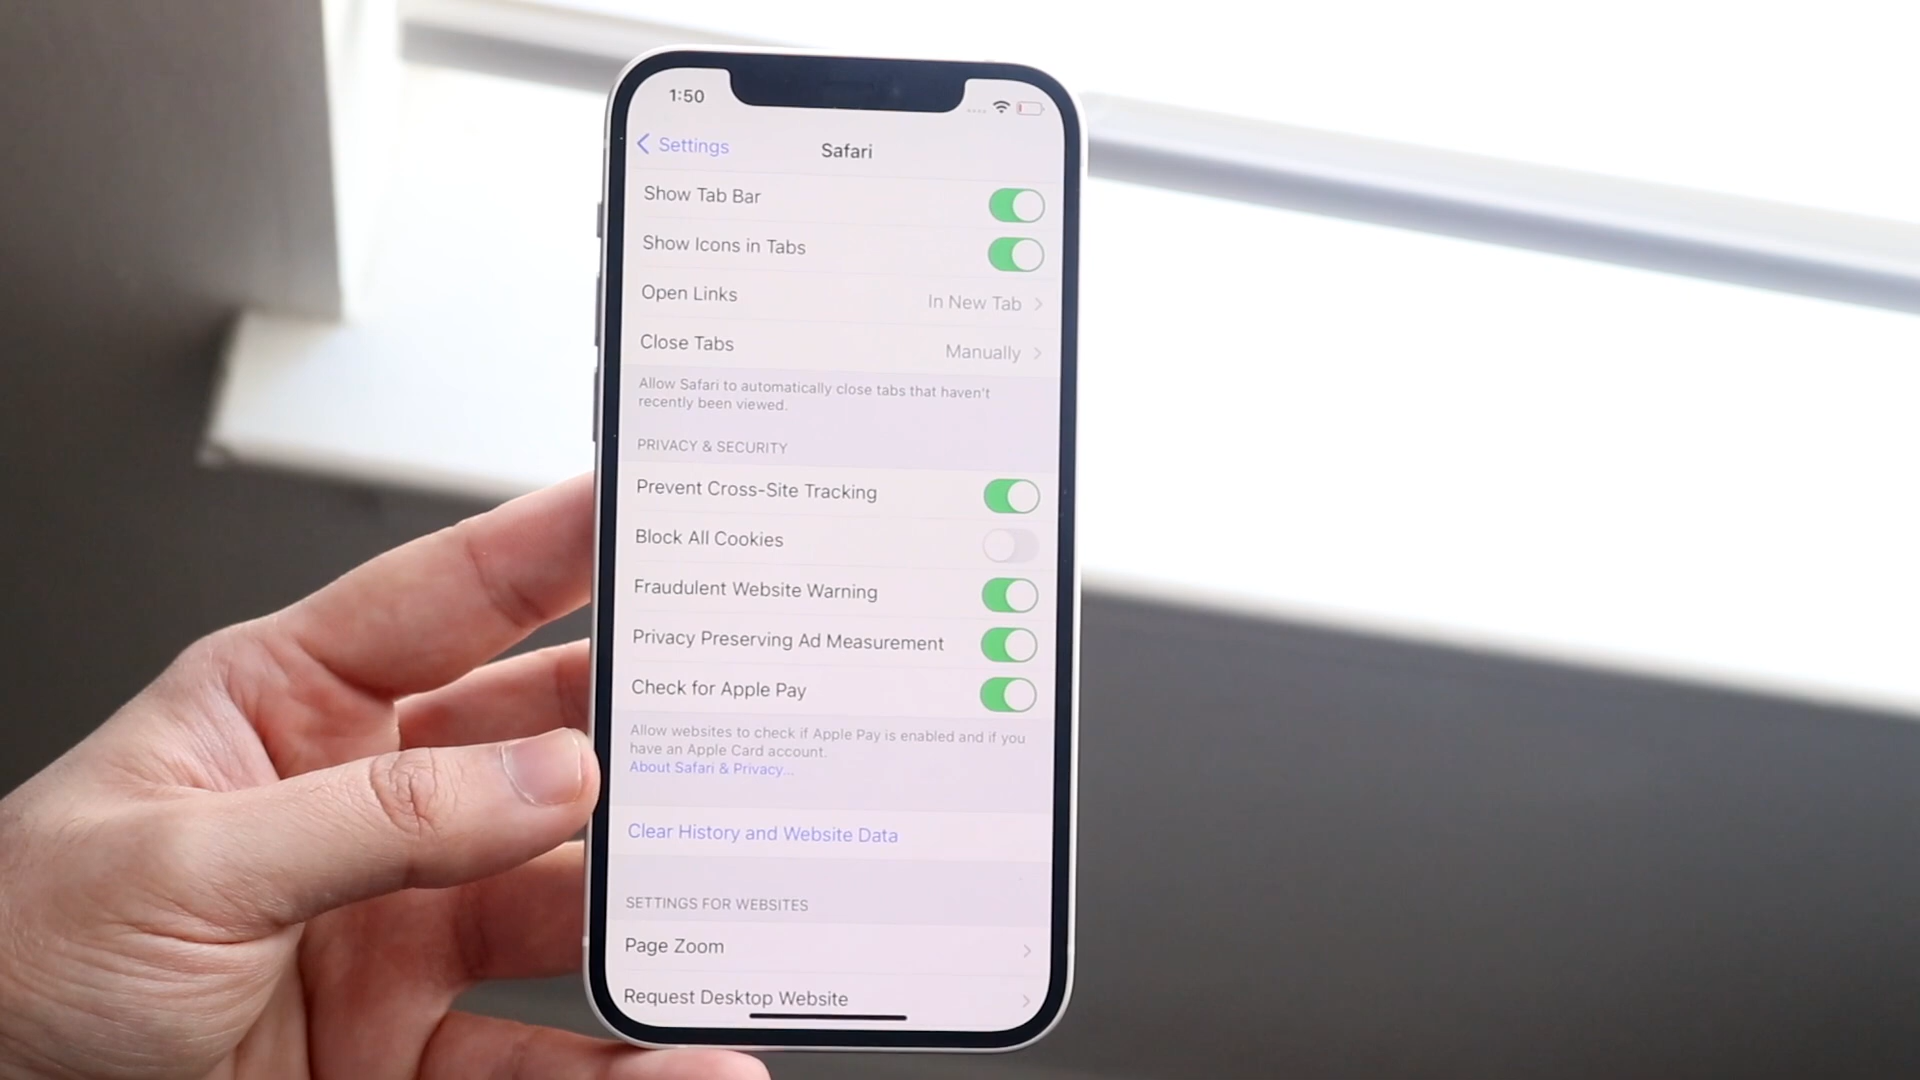 1:50
Settings
Safari
Show Tab Bar
Show Icons in Tabs
Open Links In New Tab
Close Tabs Manually
Allow Safari to automatically close tabs that haven't
recently been viewed.
PRIVACY & SECURITY
Prevent Cross-Site Tracking
Block All Cookies
Fraudulent Website Warning
Privacy Preserving Ad Measurement
Check for Apple Pay
Allow websites to check if Apple Pay is enabled and if you
have an Apple Card account.
About Safari & Privacy...
Clear History and Website Data
SETTINGS FOR WEBSITES
Page Zoom
Request Desktop Website